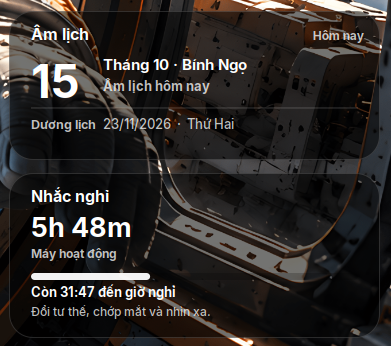 Âm lịch
Hôm nay
15
Tháng 10 · Bính Ngọ
Âm lịch hôm nay
Dương lịch 23/11/2026 · Thứ Hai
Nhắc nghỉ
5h 48m
Máy hoạt động
Còn 31:47 đến giờ nghỉ
Đổi tư thế, chớp mắt và nhìn xa.